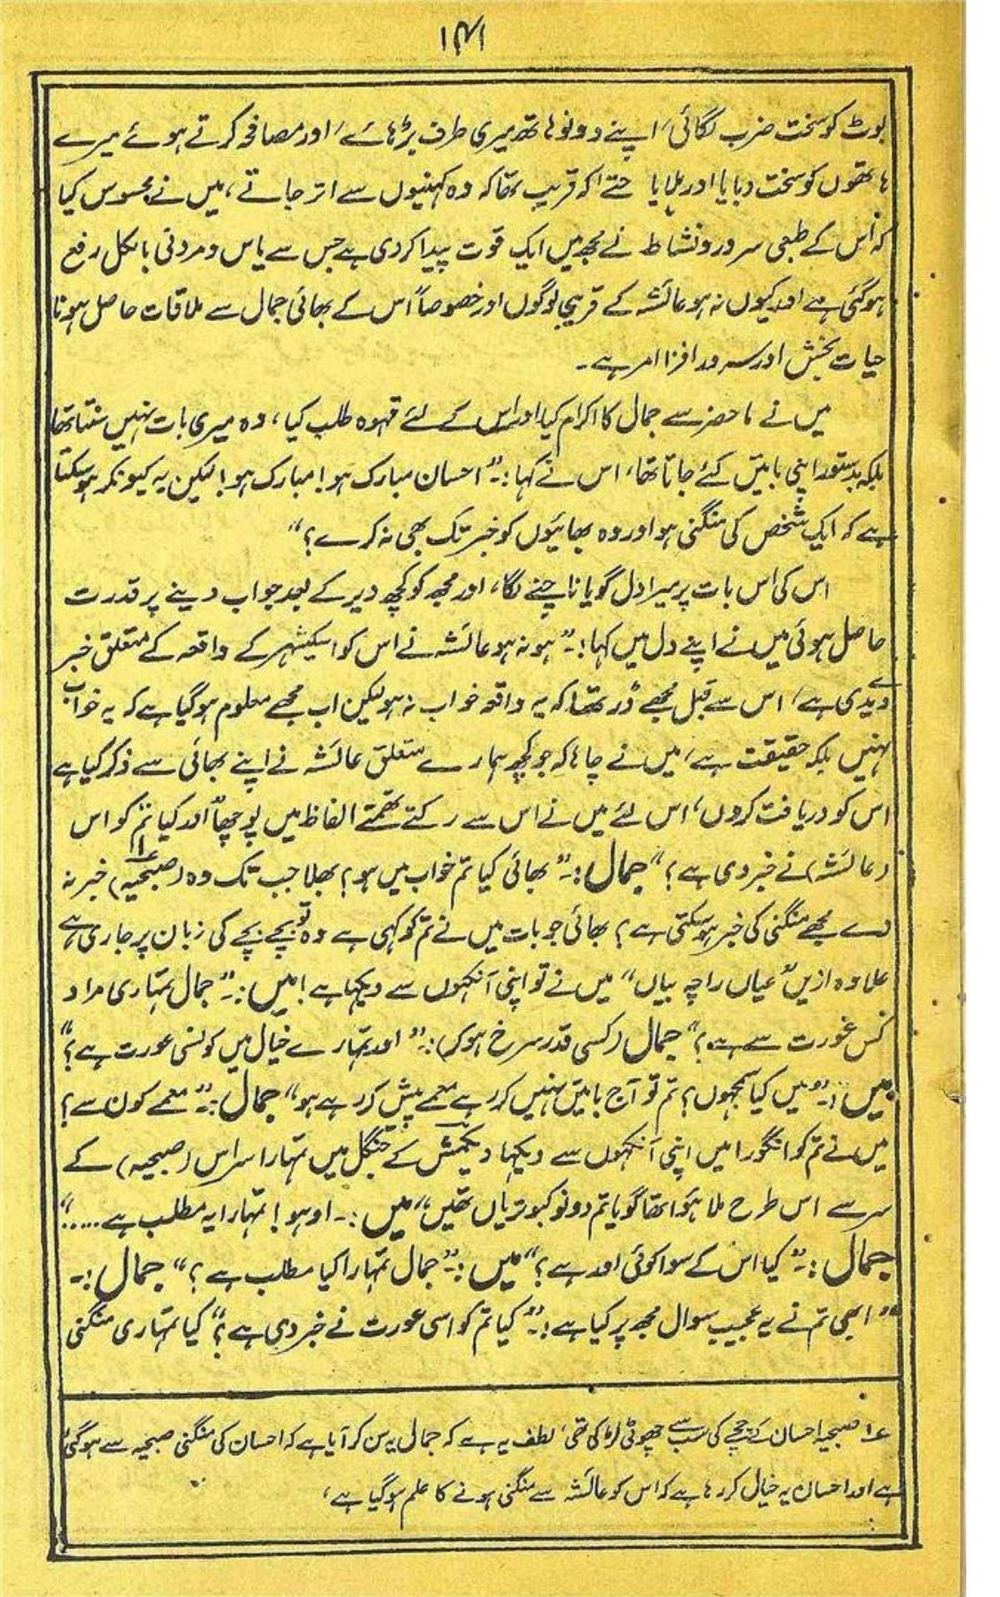 ۱۴۱
بوٹ کو سخت ضرب لگائی، اپنے دونوں ہاتھ میری طرف بڑھائے، اور مصافحہ کرتے ہوئے میرے
ہاتھوں کو سخت دبایا اور ہلایا حتےٰ کہ قریب تھا کہ وہ کہنیوں سے اتر جاتے، میں نے محسوس کیا
کہ اُس کے طبعی سرور و نشاط نے مجھ میں ایک قوت پیدا کردی ہے جس سے یاس و مردنی بالکل رفع
ہوگئی ہے اور کیوں نہ ہو عائشہ کے قریبی لوگوں اور خصوصاً اس کے بھائی جمال سے ملاقات حاصل ہونا
حیات بخش اور سرور افزا امر ہے۔
میں نے ماحضر سے جمال کا اکرام کیا اور اس کے لئے قہوہ طلب کیا، وہ میری بات نہیں سنتا تھا
بلکہ بدستور اپنی باتیں کئے جاتا تھا، اس نے کہا:۔ "احسان مبارک ہو! مبارک ہو! لیکن یہ کیونکر ہوسکتا
ہے کہ ایک شخص کی منگنی ہو اور وہ بھائیوں کو خبر تک بھی نہ کرے؟"
اس کی اس بات پر میرا دل گویا ناچنے لگا، اور مجھ کو کچھ دیر کے بعد جواب دینے پر قدرت
حاصل ہوئی میں نے اپنے دل میں کہا:۔ "ہو نہ ہو عائشہ نے اس کو اسکیشہر کے واقعہ کے متعلق خبر
دیدی ہے، اس سے قبل مجھے ڈر تھا کہ یہ واقعہ خواب نہ ہو لیکن اب مجھے معلوم ہوگیا ہے کہ یہ خواب
نہیں بلکہ حقیقت ہے، میں نے چاہا کہ جو کچھ ہمارے متعلق عائشہ نے اپنے بھائی سے ذکر کیا ہے
اس کو دریافت کروں، اس لئے میں نے اس سے رکتے تھمتے الفاظ میں پوچھا "اور کیا تم کو اس
(عائشہ) نے خبر دی ہے؟" جمال:۔ "بھائی کیا تم خواب میں ہو؟ بھلا جب تک وہ (صبحیہ)؏۱ خبر نہ
دے مجھے منگنی کی خبر ہوسکتی ہے؟ بھائی جو بات میں نے تم کو کہی ہے وہ تو بچے بچے کی زبان پر جاری ہے،
علاوہ ازیں "عیاں را چہ بیاں" میں نے تو اپنی آنکھوں سے دیکھا ہے! میں:۔ "جمال تمہاری مراد
کس عورت سے ہے؟" جمال (کسی قدر سرخ ہوکر):۔ "اور تمہارے خیال میں کونسی عورت ہے؟"
میں:۔ "میں کیا سمجھوں؟ تم تو آج باتیں نہیں کر رہے معمے پیش کر رہے ہو" جمال:۔ "معمے کون سے؟
میں نے تم کو انگورا میں اپنی آنکھوں سے دیکھا دیکمش کے جنگل میں تمہارا سر اس (صبحیہ) کے
سر سے اس طرح ملا ہوا تھا گویا تم دونو کبوتریاں تھیں" میں:۔ اوہو! تمہارا یہ مطلب ہے....."
جمال:۔ "کیا اس کے سوا کوئی اور ہے؟" میں:۔ "جمال تمہارا کیا مطلب ہے؟" جمال:۔
"ابھی تم نے یہ عجیب سوال مجھ پر کیا ہے:۔ "کیا تم کو اسی عورت نے خبر دی ہے؟" کیا تمہاری منگنی
؏۱ صبحیہ احسان کے چچے کی سب سے چھوٹی لڑکی تھی، لطف یہ ہے کہ جمال یہ سن کر آیا ہے کہ احسان کی منگنی صبحیہ سے ہوگئی
ہے اور احسان یہ خیال کر رہا ہے کہ اس کو عائشہ سے منگنی ہونے کا علم ہوگیا ہے،